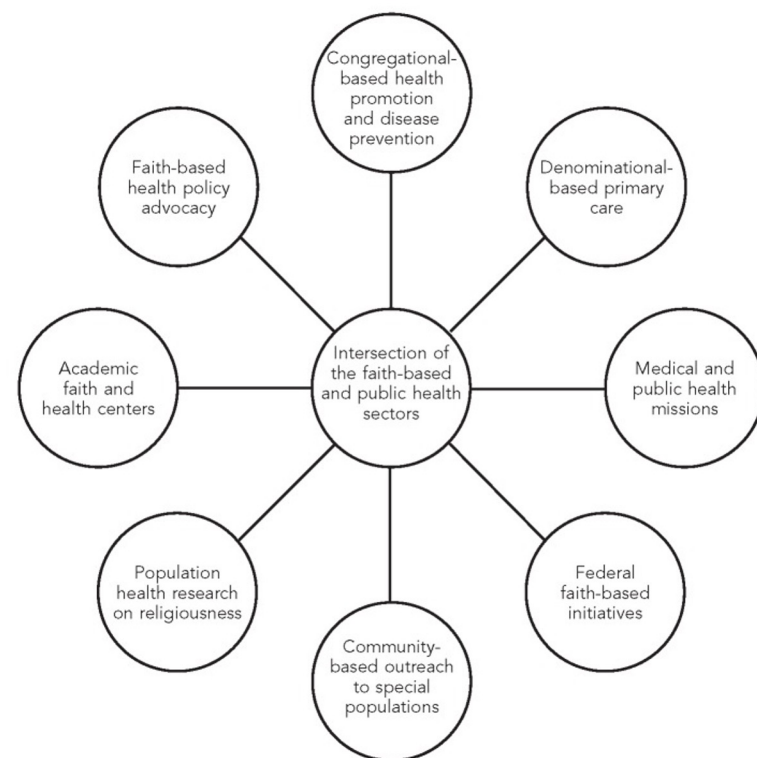 Congregational-
based health
promotion
and disease
prevention
Faith-based
health policy
advocacy
Denominational-
based primary
care
Academic
faith and
health centers
Intersection of
the faith-based
and public health
sectors
Medical and
public health
missions
Population
health research
on religiousness
Federal
faith-based
initiatives
Community-
based outreach
to special
populations